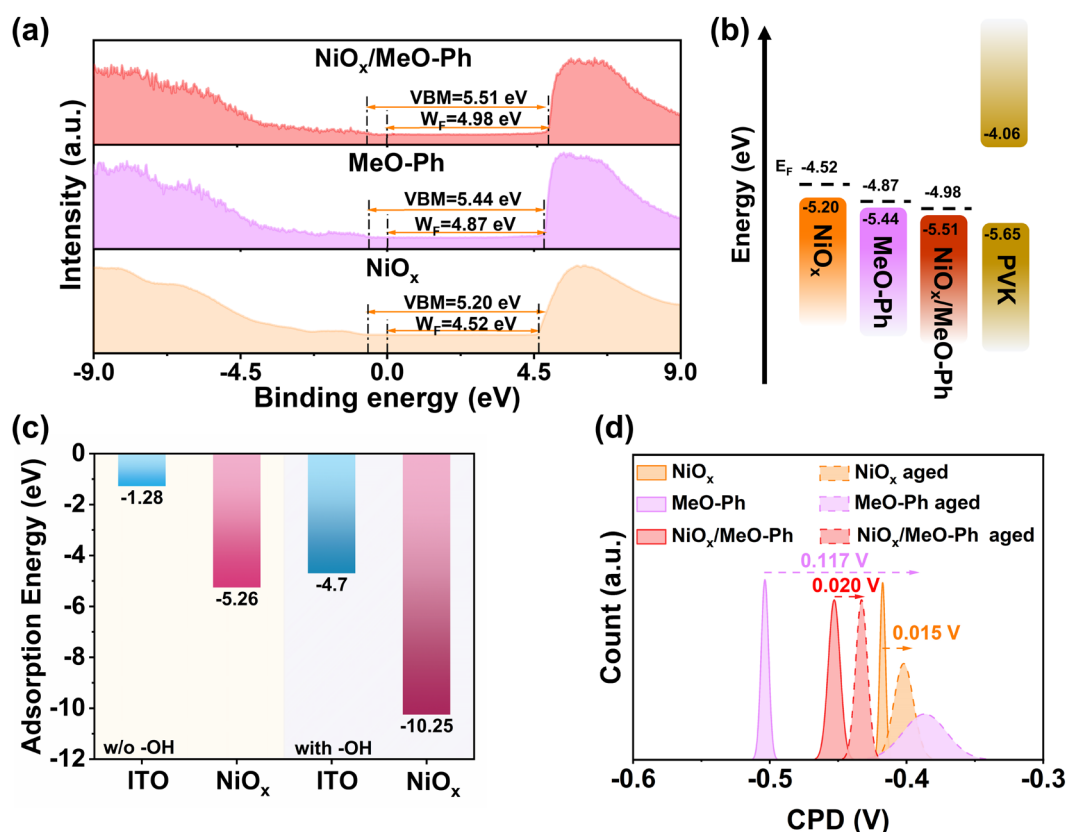 (a)
NiOx/MeO-Ph
VBM=5.51 eV
WF=4.98 eV
MeO-Ph
VBM=5.44 eV
WF=4.87 eV
NiOx
VBM=5.20 eV
WF=4.52 eV
Intensity (a.u.)
-9.0 -4.5 0.0 4.5 9.0
Binding energy (eV)
(b)
Energy (eV)
EF -4.52 -4.87 -4.98 -4.06
-5.20 -5.44 -5.51 -5.65
NiOx MeO-Ph NiOx/MeO-Ph PVK
(c)
Adsorption Energy (eV)
0
-2
-4
-6
-8
-10
-12
-1.28
-5.26
-4.7
-10.25
w/o -OH with -OH
ITO NiOx ITO NiOx
(d)
NiOx NiOx aged
MeO-Ph MeO-Ph aged
NiOx/MeO-Ph NiOx/MeO-Ph aged
0.117 V
0.020 V
0.015 V
Count (a.u.)
-0.6 -0.5 -0.4 -0.3
CPD (V)